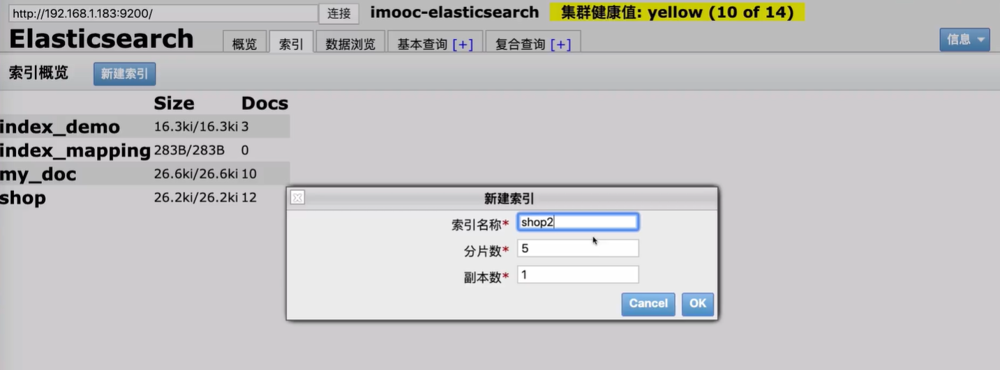 http://192.168.1.183:9200/ 连接 imooc-elasticsearch 集群健康值: yellow (10 of 14)
Elasticsearch 概览 索引 数据浏览 基本查询 [+] 复合查询 [+] 信息
索引概览 新建索引
Size Docs
index_demo 16.3ki/16.3ki 3
index_mapping 283B/283B 0
my_doc 26.6ki/26.6ki 10
shop 26.2ki/26.2ki 12
新建索引
索引名称* shop2
分片数* 5
副本数* 1
Cancel OK